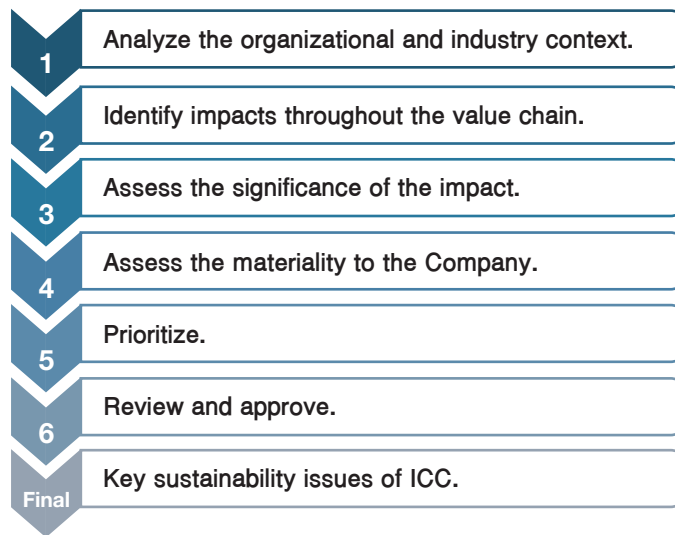 1
Analyze the organizational and industry context.
2
Identify impacts throughout the value chain.
3
Assess the significance of the impact.
4
Assess the materiality to the Company.
5
Prioritize.
6
Review and approve.
Final
Key sustainability issues of ICC.